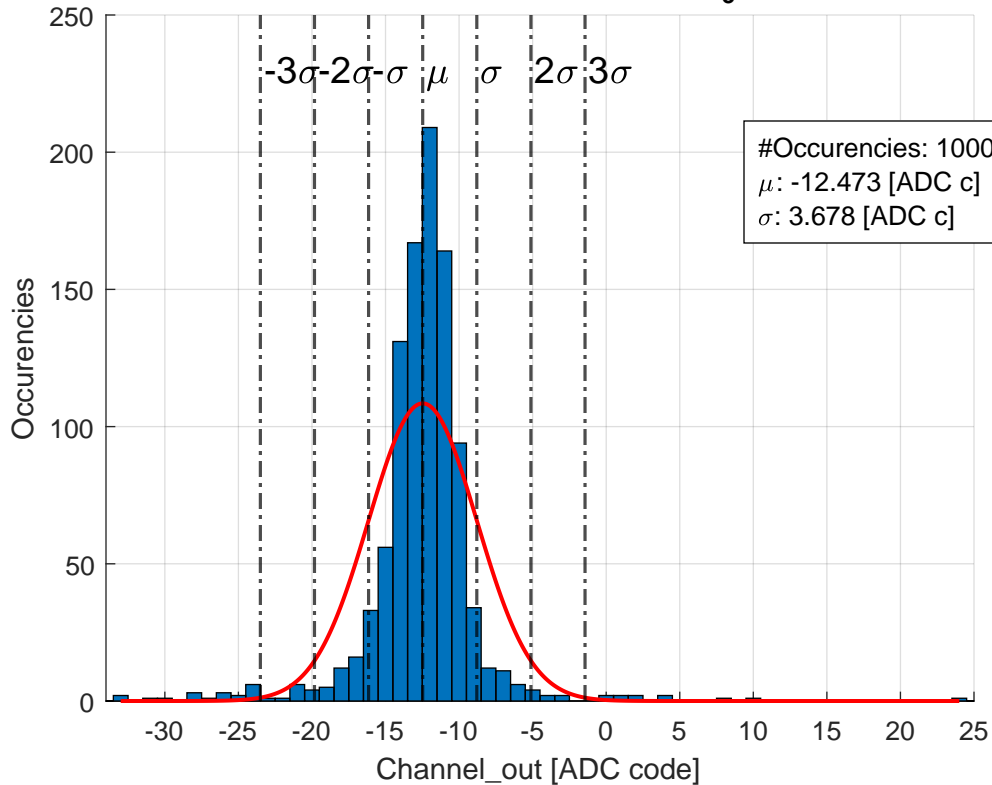 250
-3σ -2σ -σ μ σ 2σ 3σ
#Occurencies: 1000
μ: -12.473 [ADC c]
σ: 3.678 [ADC c]
200
150
100
50
0
Occurencies
-30 -25 -20 -15 -10 -5 0 5 10 15 20 25
Channel_out [ADC code]